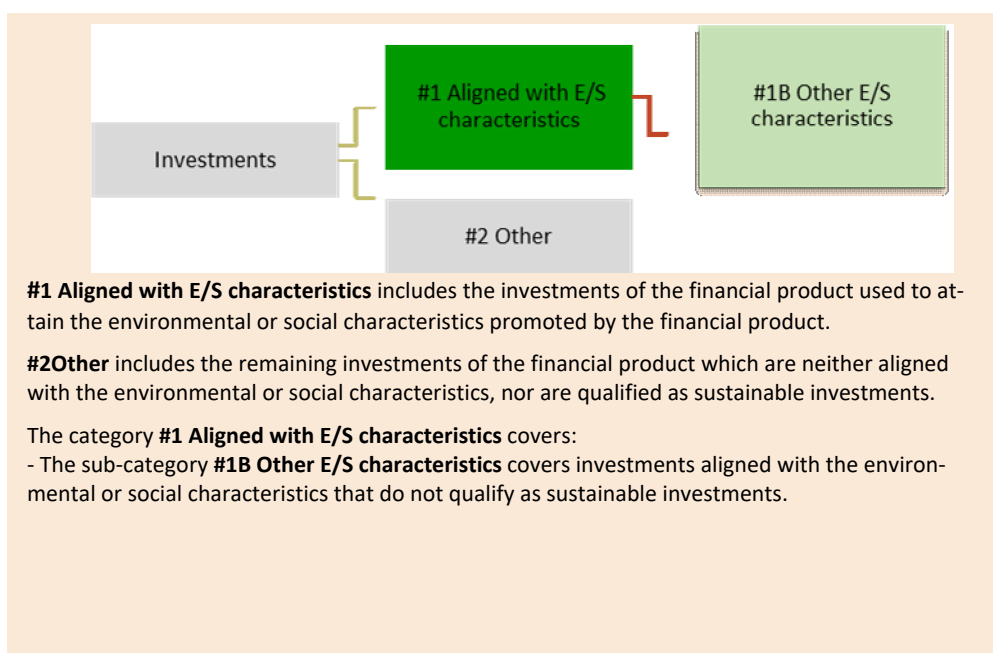 #1 Aligned with E/S
characteristics
#1B Other E/S
characteristics
Investments
#2 Other
#1 Aligned with E/S characteristics includes the investments of the financial product used to at-
tain the environmental or social characteristics promoted by the financial product.
#2Other includes the remaining investments of the financial product which are neither aligned
with the environmental or social characteristics, nor are qualified as sustainable investments.
The category #1 Aligned with E/S characteristics covers:
- The sub-category #1B Other E/S characteristics covers investments aligned with the environ-
mental or social characteristics that do not qualify as sustainable investments.